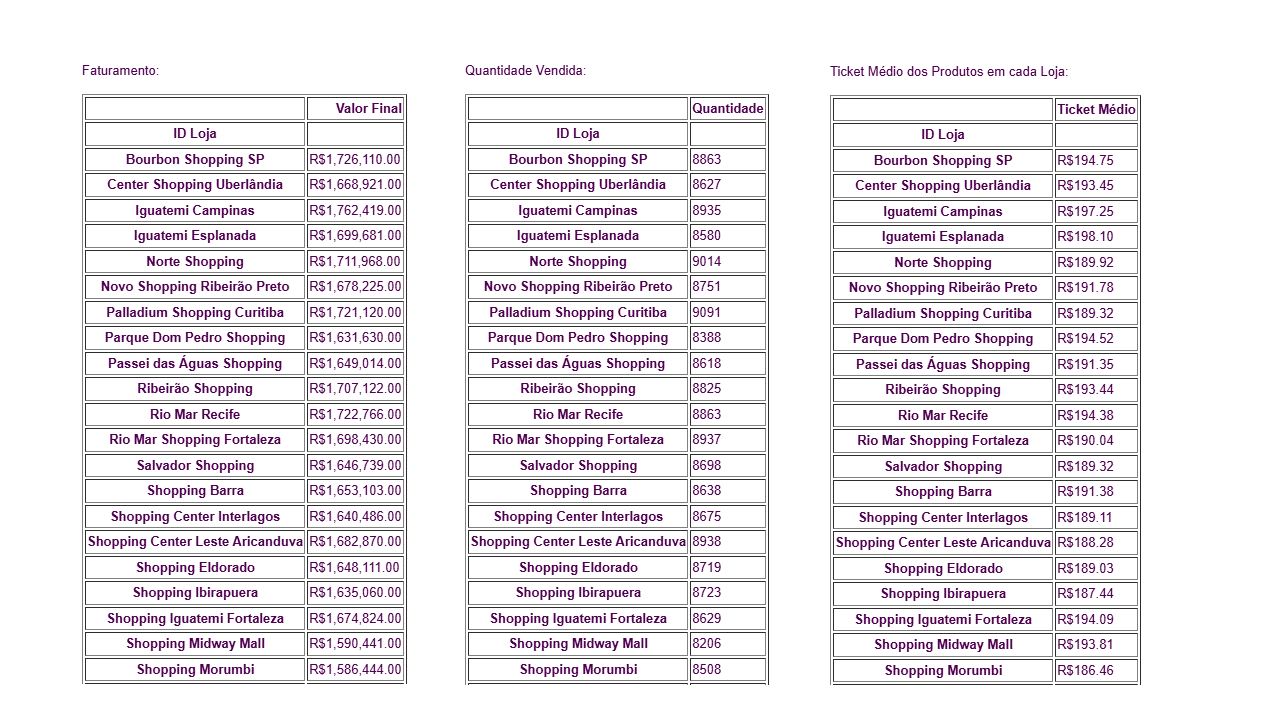 Faturamento:
Valor Final
ID Loja
Bourbon Shopping SP R$1,726,110.00
Center Shopping Uberlândia R$1,668,921.00
Iguatemi Campinas R$1,762,419.00
Iguatemi Esplanada R$1,699,681.00
Norte Shopping R$1,711,968.00
Novo Shopping Ribeirão Preto R$1,678,225.00
Palladium Shopping Curitiba R$1,721,120.00
Parque Dom Pedro Shopping R$1,631,630.00
Passei das Águas Shopping R$1,649,014.00
Ribeirão Shopping R$1,707,122.00
Rio Mar Recife R$1,722,766.00
Rio Mar Shopping Fortaleza R$1,698,430.00
Salvador Shopping R$1,646,739.00
Shopping Barra R$1,653,103.00
Shopping Center Interlagos R$1,640,486.00
Shopping Center Leste Aricanduva R$1,682,870.00
Shopping Eldorado R$1,648,111.00
Shopping Ibirapuera R$1,635,060.00
Shopping Iguatemi Fortaleza R$1,674,824.00
Shopping Midway Mall R$1,590,441.00
Shopping Morumbi R$1,586,444.00
Quantidade Vendida:
Quantidade
ID Loja
Bourbon Shopping SP 8863
Center Shopping Uberlândia 8627
Iguatemi Campinas 8935
Iguatemi Esplanada 8580
Norte Shopping 9014
Novo Shopping Ribeirão Preto 8751
Palladium Shopping Curitiba 9091
Parque Dom Pedro Shopping 8388
Passei das Águas Shopping 8618
Ribeirão Shopping 8825
Rio Mar Recife 8863
Rio Mar Shopping Fortaleza 8937
Salvador Shopping 8698
Shopping Barra 8638
Shopping Center Interlagos 8675
Shopping Center Leste Aricanduva 8938
Shopping Eldorado 8719
Shopping Ibirapuera 8723
Shopping Iguatemi Fortaleza 8629
Shopping Midway Mall 8206
Shopping Morumbi 8508
Ticket Médio dos Produtos em cada Loja:
Ticket Médio
ID Loja
Bourbon Shopping SP R$194.75
Center Shopping Uberlândia R$193.45
Iguatemi Campinas R$197.25
Iguatemi Esplanada R$198.10
Norte Shopping R$189.92
Novo Shopping Ribeirão Preto R$191.78
Palladium Shopping Curitiba R$189.32
Parque Dom Pedro Shopping R$194.52
Passei das Águas Shopping R$191.35
Ribeirão Shopping R$193.44
Rio Mar Recife R$194.38
Rio Mar Shopping Fortaleza R$190.04
Salvador Shopping R$189.32
Shopping Barra R$191.38
Shopping Center Interlagos R$189.11
Shopping Center Leste Aricanduva R$188.28
Shopping Eldorado R$189.03
Shopping Ibirapuera R$187.44
Shopping Iguatemi Fortaleza R$194.09
Shopping Midway Mall R$193.81
Shopping Morumbi R$186.46